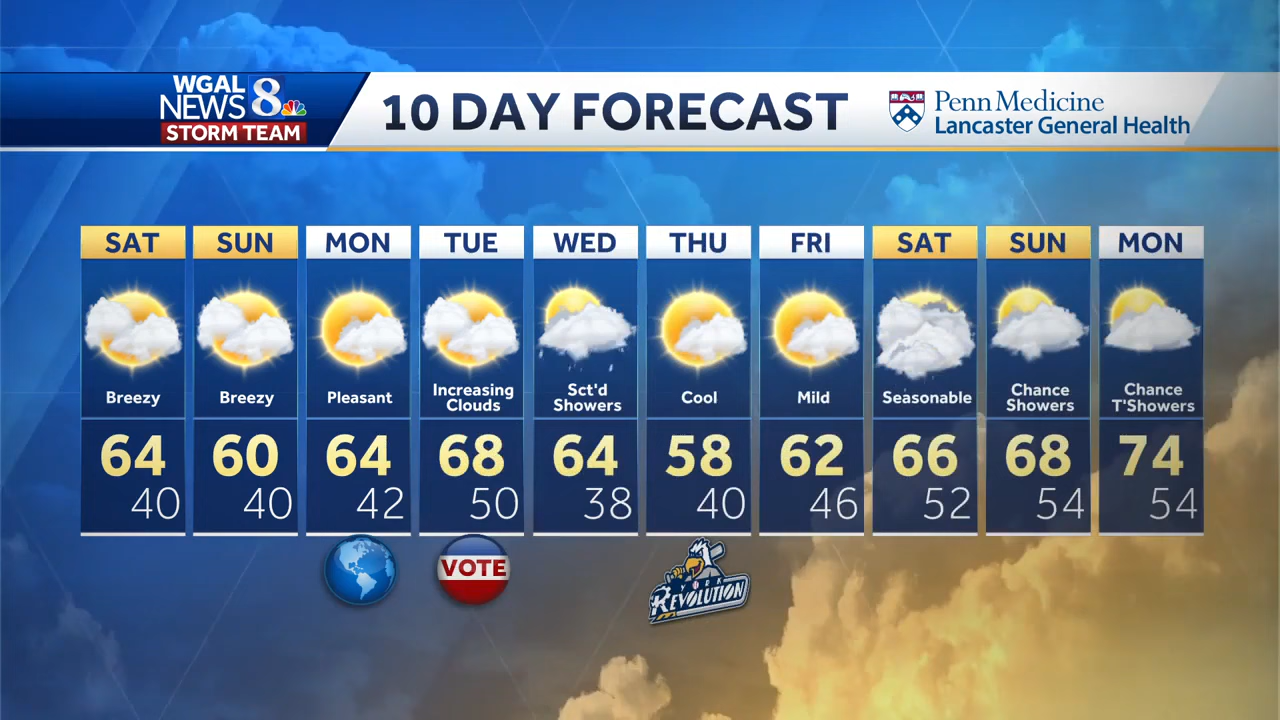 WGAL
NEWS 8
STORM TEAM
10 DAY FORECAST
Penn Medicine
Lancaster General Health
SAT SUN MON TUE WED THU FRI SAT SUN MON
Breezy
Breezy
Pleasant
Increasing
Clouds
Sct'd
Showers
Cool
Mild
Seasonable
Chance
Showers
Chance
T'Showers
64 60 64 68 64 58 62 66 68 74
40 40 42 50 38 40 46 52 54 54
VOTE
YORK
REVOLUTION